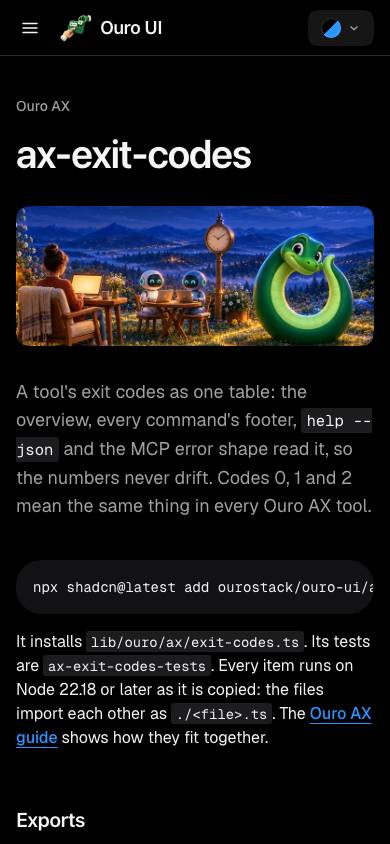 Ouro UI
Ouro AX
ax-exit-codes
A tool's exit codes as one table: the
overview, every command's footer, help --
json and the MCP error shape read it, so
the numbers never drift. Codes 0, 1 and 2
mean the same thing in every Ouro AX tool.
npx shadcn@latest add ourostack/ouro-ui/a
It installs lib/ouro/ax/exit-codes.ts. Its tests
are ax-exit-codes-tests. Every item runs on
Node 22.18 or later as it is copied: the files
import each other as ./<file>.ts. The Ouro AX
guide shows how they fit together.
Exports